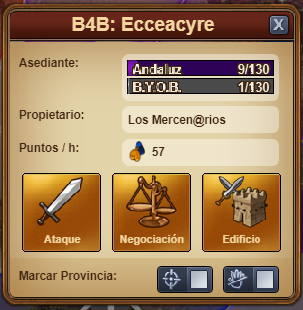 B4B: Ecceacyre
X
Asediante:
Andaluz 9/130
B.Y.O.B. 1/130
Propietario: Los Mercen@rios
Puntos / h: 57
Ataque Negociación Edificio
Marcar Provincia: